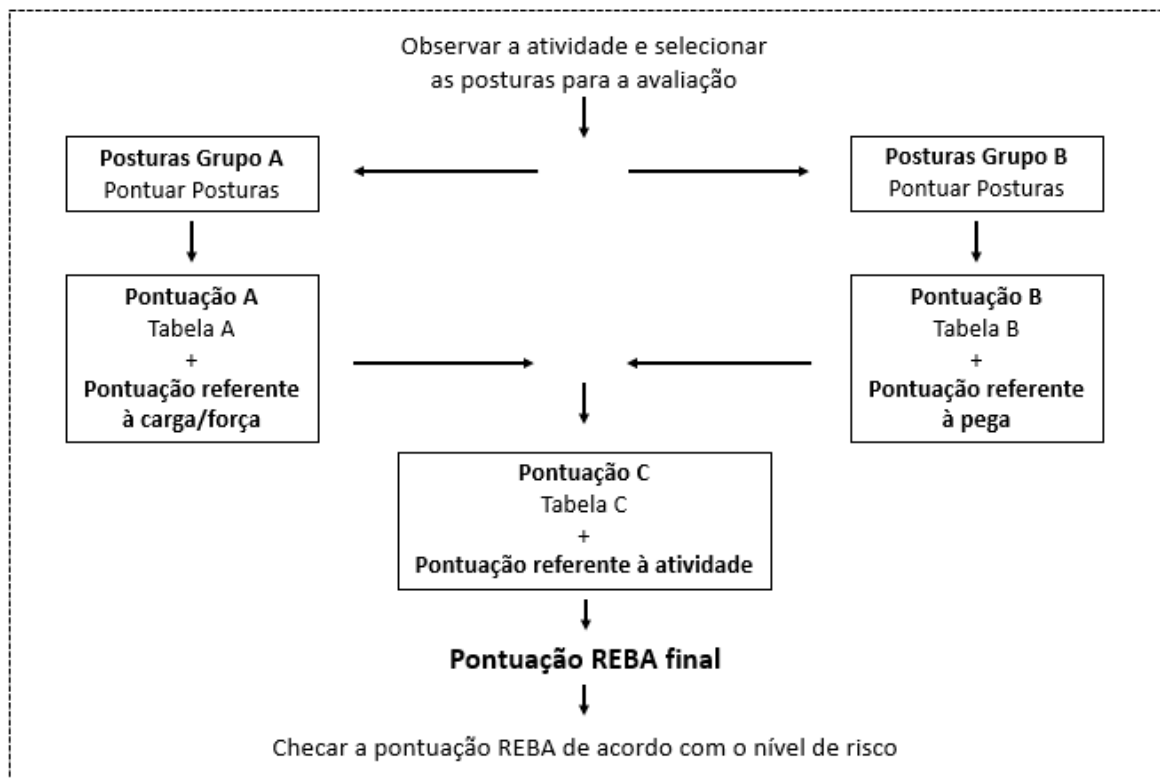 Observar a atividade e selecionar
as posturas para a avaliação
Posturas Grupo A
Pontuar Posturas
Posturas Grupo B
Pontuar Posturas
Pontuação A
Tabela A
+
Pontuação referente
à carga/força
Pontuação B
Tabela B
+
Pontuação referente
à pega
Pontuação C
Tabela C
+
Pontuação referente à atividade
Pontuação REBA final
Checar a pontuação REBA de acordo com o nível de risco